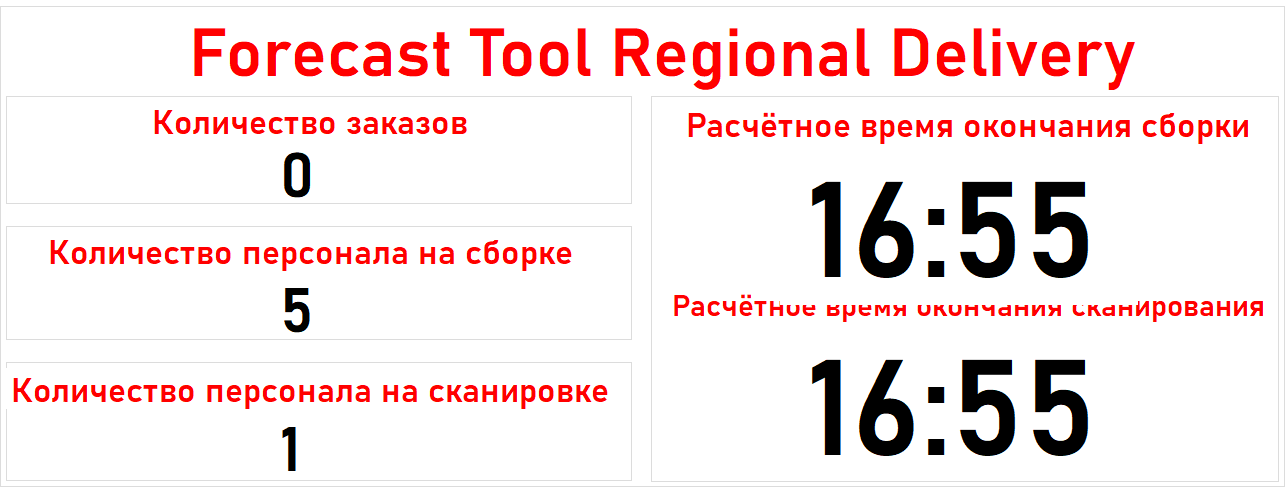 Forecast Tool Regional Delivery
Количество заказов
0
Количество персонала на сборке
5
Количество персонала на сканировке
1
Расчётное время окончания сборки
16:55
Расчётное время окончания сканирования
16:55